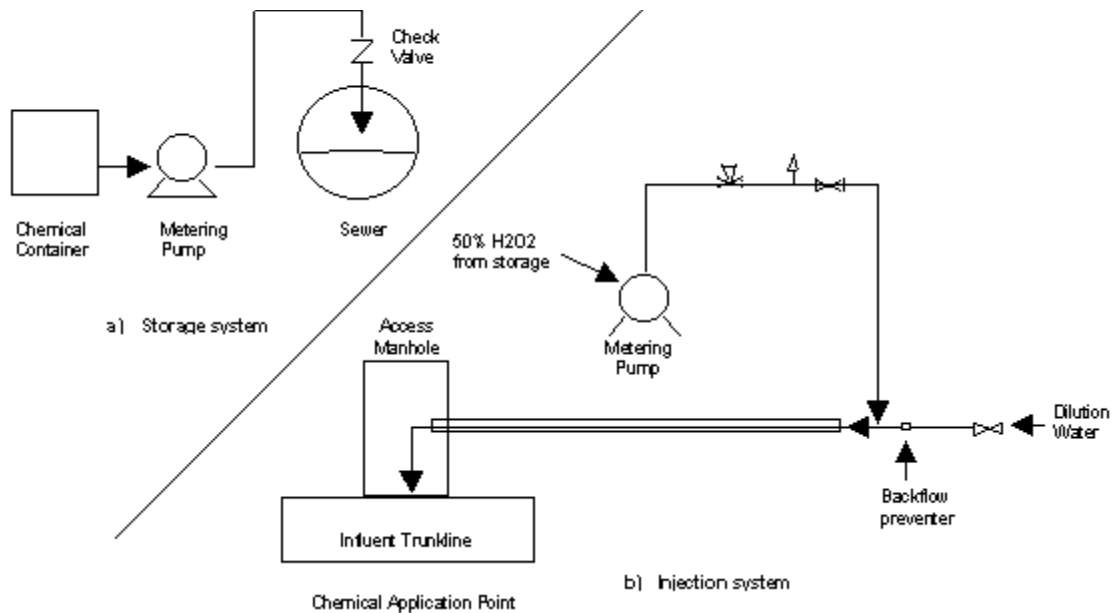 Check
Valve
Chemical
Container
Metering
Pump
Sewer
a) Storage system
50% H2O2
from storage
Metering
Pump
Access
Manhole
Dilution
Water
Backflow
preventer
Influent Trunkline
b) Injection system
Chemical Application Point